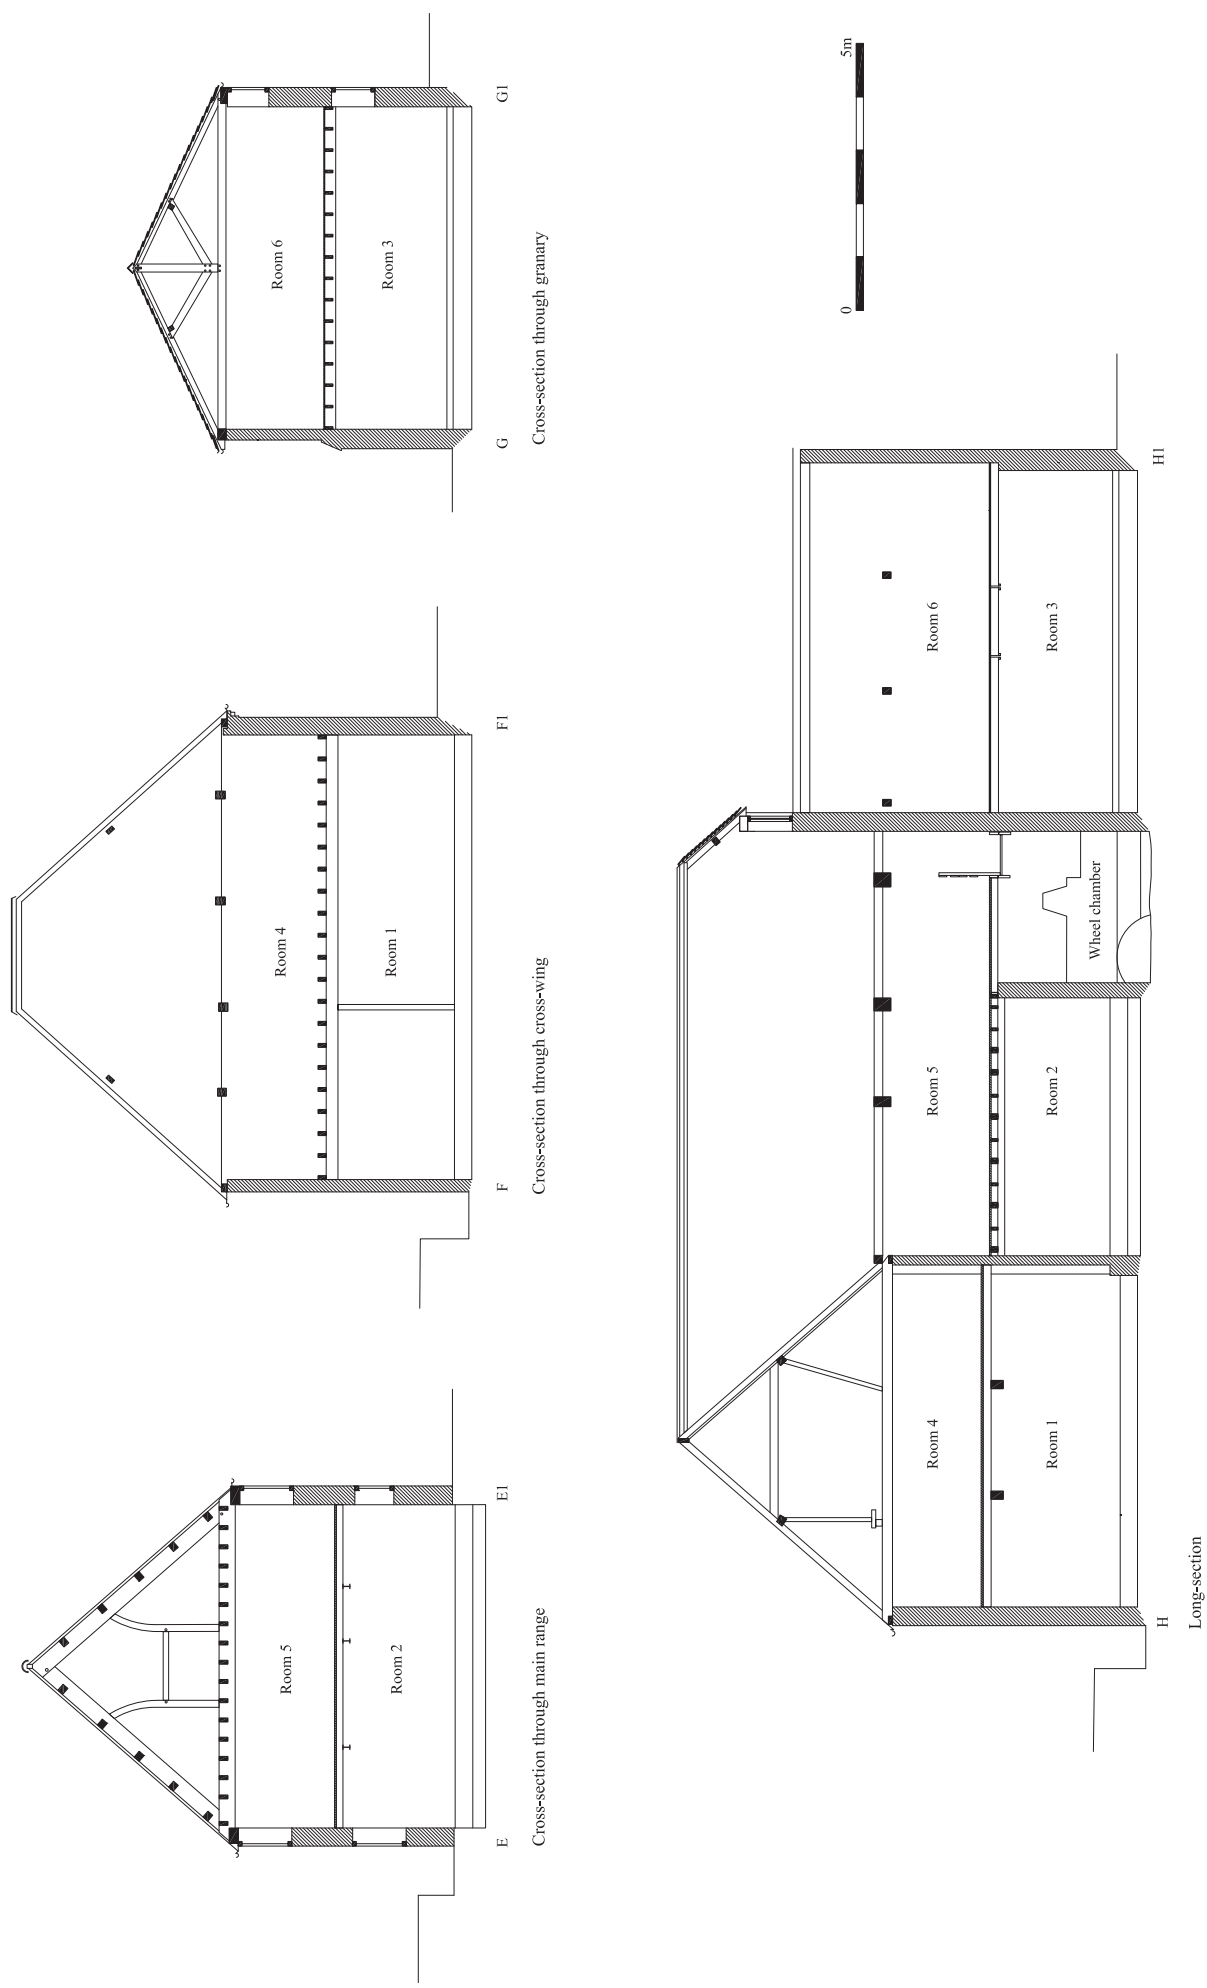 Room 5
Room 2
E
E1
Cross-section through main range
Room 4
Room 1
F
F1
Cross-section through cross-wing
Room 6
Room 3
G
G1
Cross-section through granary
0
5m
Room 4
Room 5
Room 6
Room 1
Room 2
Wheel chamber
Room 3
H
H1
Long-section